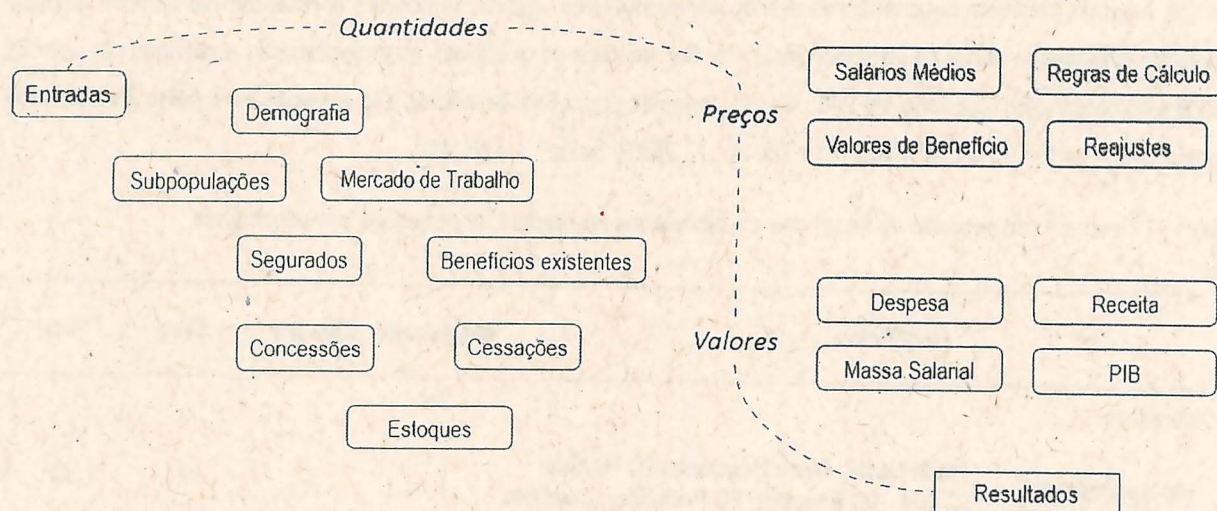 Quantidades
Entradas
Demografia
Subpopulações
Mercado de Trabalho
Segurados
Benefícios existentes
Concessões
Cessações
Estoques
Preços
Salários Médios
Regras de Cálculo
Valores de Benefício
Reajustes
Valores
Despesa
Receita
Massa Salarial
PIB
Resultados